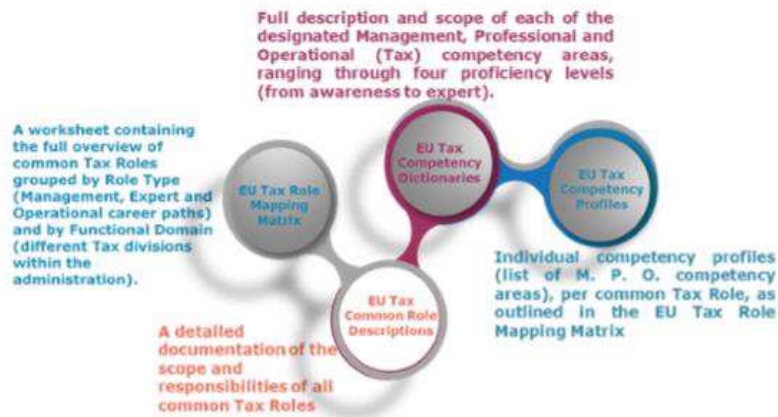 Full description and scope of each of the
designated Management, Professional and
Operational (Tax) competency areas,
ranging through four proficiency levels
(from awareness to expert).
A worksheet containing
the full overview of
common Tax Roles
grouped by Role Type
(Management, Expert and
Operational career paths)
and by Functional Domain
(different Tax divisions
within the
administration).
EU Tax Role
Mapping
Matrix
EU Tax
Competency
Dictionaries
EU Tax
Competency
Profiles
EU Tax
Common Role
Descriptions
Individual competency profiles
(list of M. P. O. competency
areas), per common Tax Role, as
outlined in the EU Tax Role
Mapping Matrix
A detailed
documentation of the
scope and
responsibilities of all
common Tax Roles